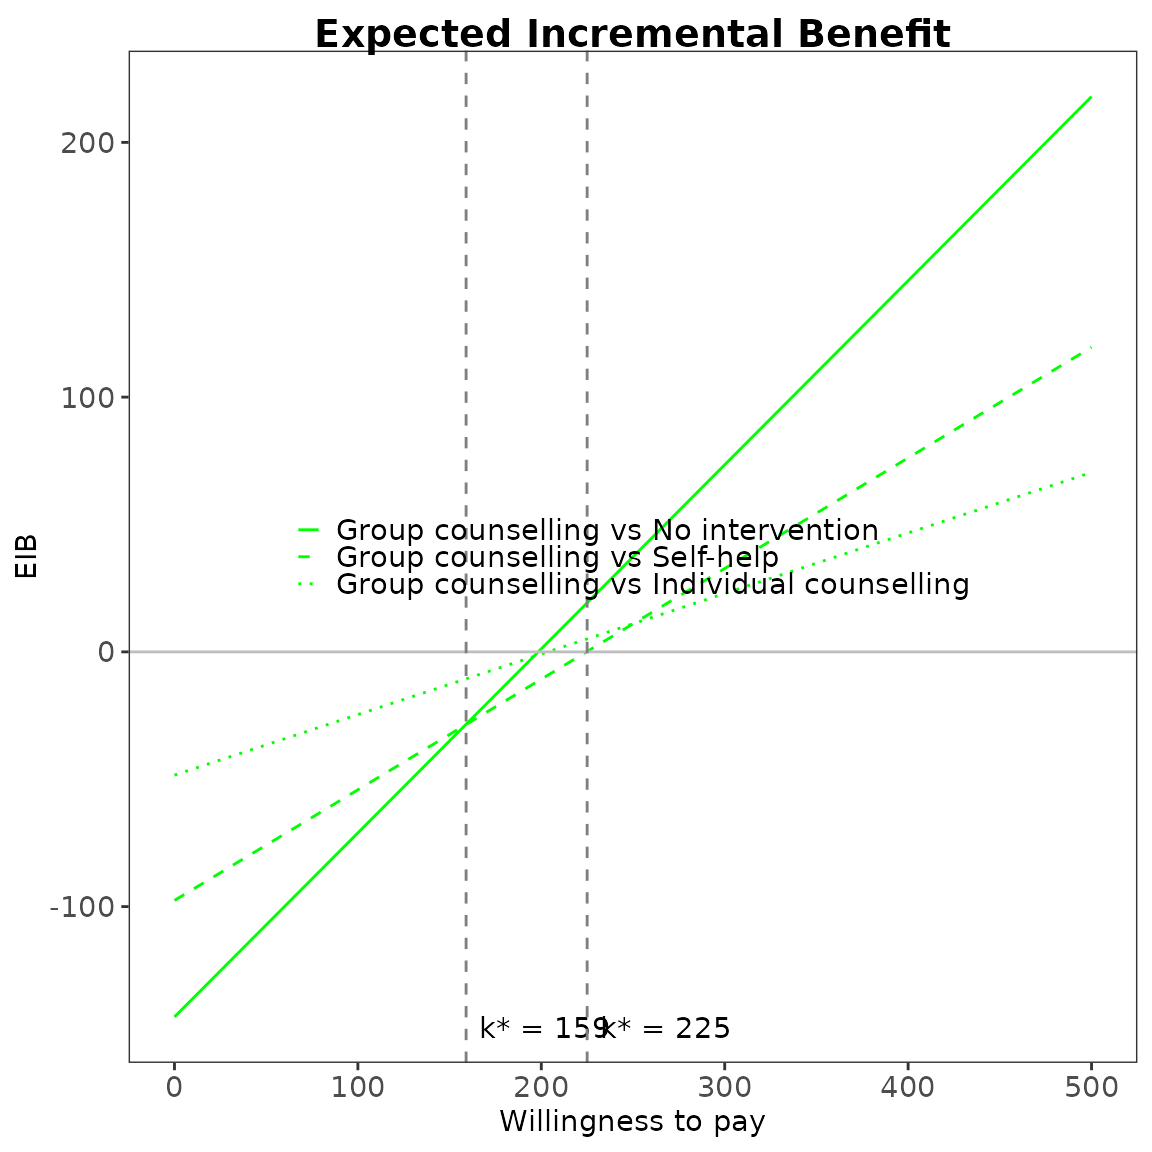 Expected Incremental Benefit
EIB
200
100
0
-100
Group counselling vs No intervention
Group counselling vs Self-help
Group counselling vs Individual counselling
k* = 159
k* = 225
0 100 200 300 400 500
Willingness to pay